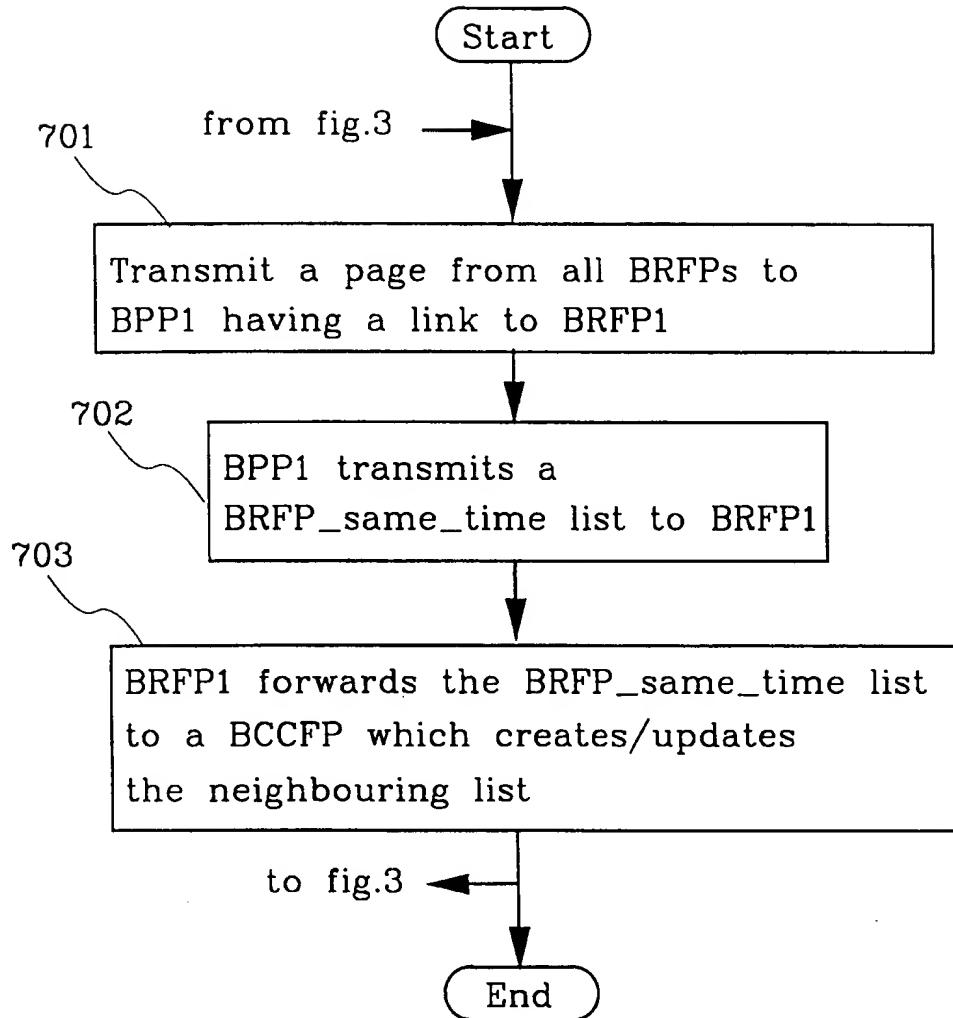 Start
from fig.3
701
Transmit a page from all BRFPs to
BPP1 having a link to BRFP1
702
BPP1 transmits a
BRFP_same_time list to BRFP1
703
BRFP1 forwards the BRFP_same_time list
to a BCCFP which creates/updates
the neighbouring list
to fig.3
End